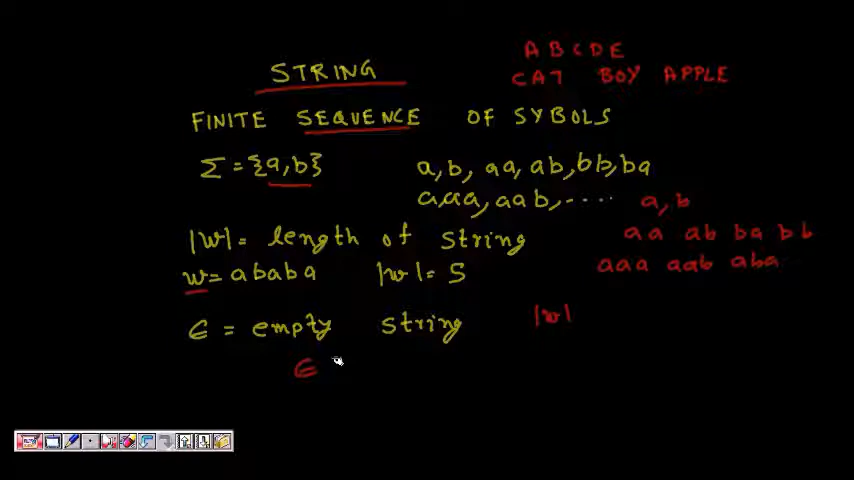 A B C D E
STRING
CAT BOY APPLE
FINITE SEQUENCE OF SYBOLS
Σ = {a,b} a, b, aa, ab, bb, ba
aaa, aab, .....
a, b
|w| = length of string
aa ab ba bb
w = ababa |w| = 5
aaa aab aba
ϵ = empty string
|w|
ϵ